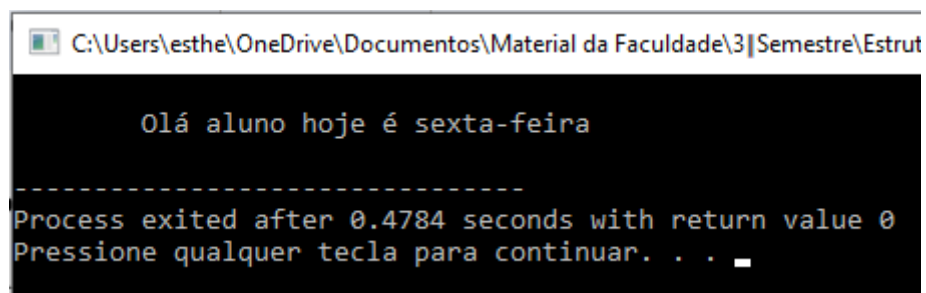 C:\Users\esthe\OneDrive\Documentos\Material da Faculdade\3‖Semestre\Estrut
Olá aluno hoje é sexta-feira
--------------------------------
Process exited after 0.4784 seconds with return value 0
Pressione qualquer tecla para continuar. . .